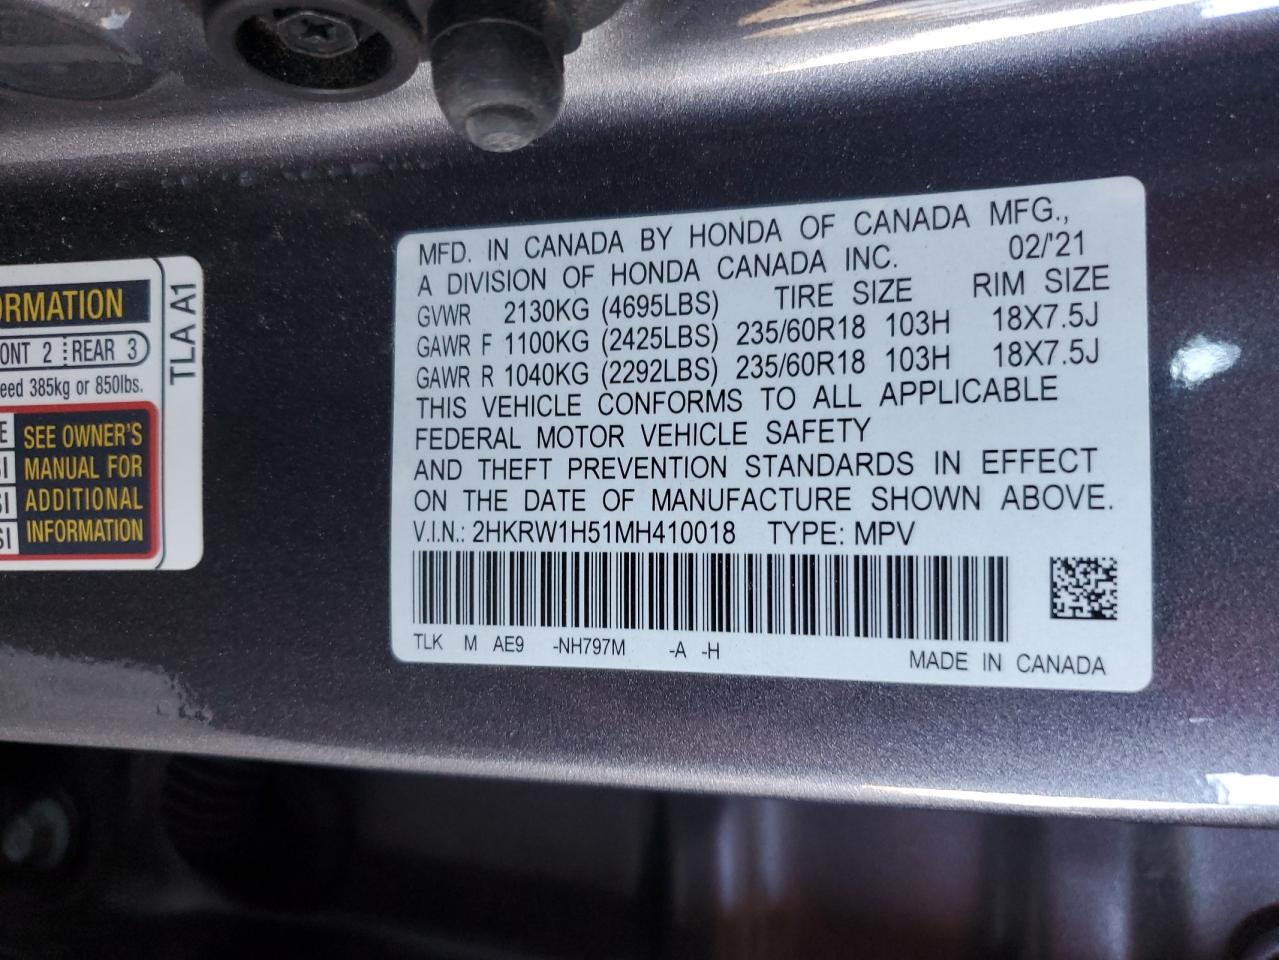 MFD. IN CANADA BY HONDA OF CANADA MFG.,
A DIVISION OF HONDA CANADA INC. 02/'21
GVWR 2130KG (4695LBS) TIRE SIZE RIM SIZE
GAWR F 1100KG (2425LBS) 235/60R18 103H 18X7.5J
GAWR R 1040KG (2292LBS) 235/60R18 103H 18X7.5J
THIS VEHICLE CONFORMS TO ALL APPLICABLE
FEDERAL MOTOR VEHICLE SAFETY
AND THEFT PREVENTION STANDARDS IN EFFECT
ON THE DATE OF MANUFACTURE SHOWN ABOVE.
V.I.N.: 2HKRW1H51MH410018 TYPE: MPV
TLK M AE9 -NH797M -A -H
MADE IN CANADA
ORMATION
ONT 2 REAR 3
eed 385kg or 850lbs.
E
SI
SI
SI
SEE OWNER'S
MANUAL FOR
ADDITIONAL
INFORMATION
TLA A1